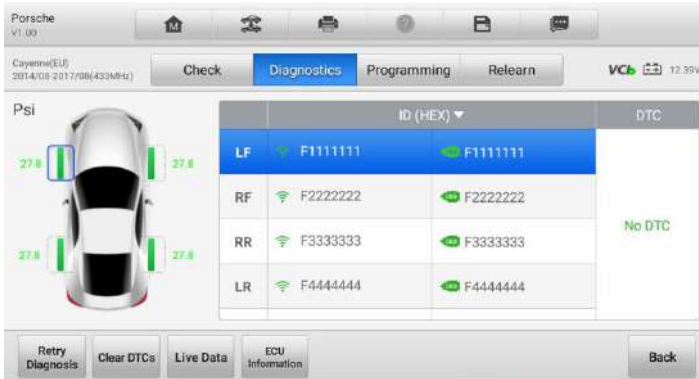 Porsche
V1.00
Cayenne(EU)
2014/08-2017/08(433MHz)
Check
Diagnostics
Programming
Relearn
VCI
12.39V
Psi
27.8
27.8
27.8
27.8
ID (HEX) ▼
DTC
LF F1111111 F1111111
RF F2222222 F2222222
RR F3333333 F3333333
LR F4444444 F4444444
No DTC
Retry
Diagnosis
Clear DTCs
Live Data
ECU
Information
Back